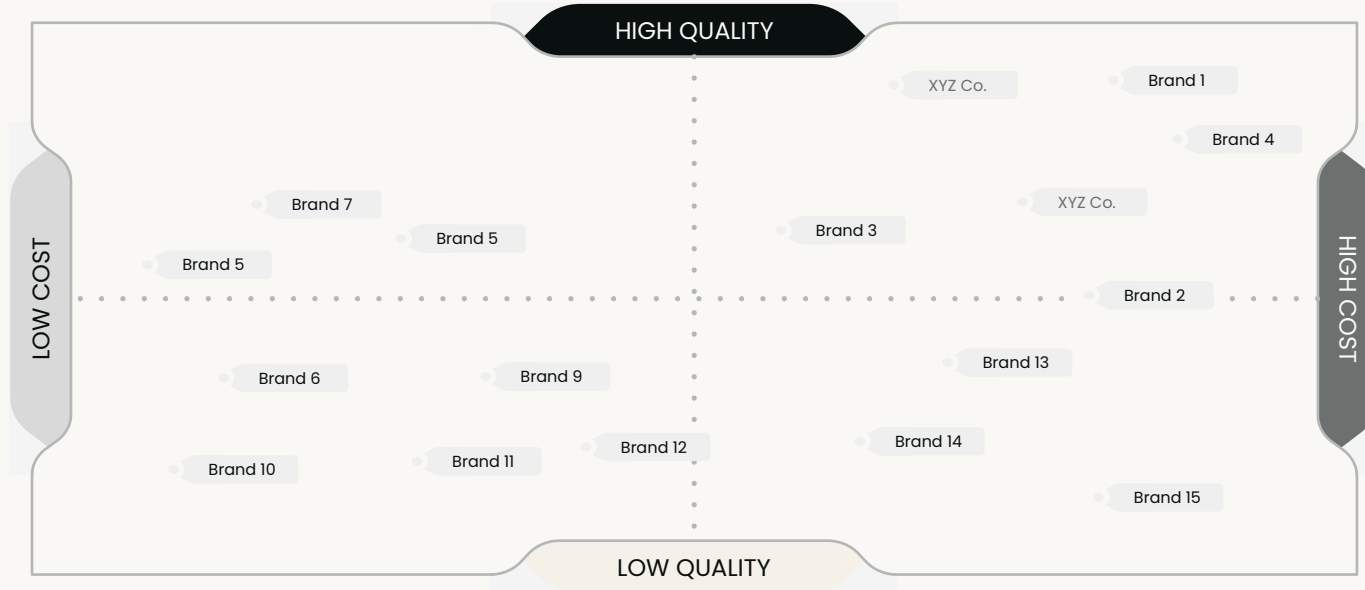 HIGH QUALITY
XYZ Co.
Brand 1
Brand 4
Brand 7
XYZ Co.
Brand 3
Brand 5
Brand 5
LOW COST
HIGH COST
Brand 2
Brand 13
Brand 6
Brand 9
Brand 14
Brand 12
Brand 11
Brand 10
Brand 15
LOW QUALITY